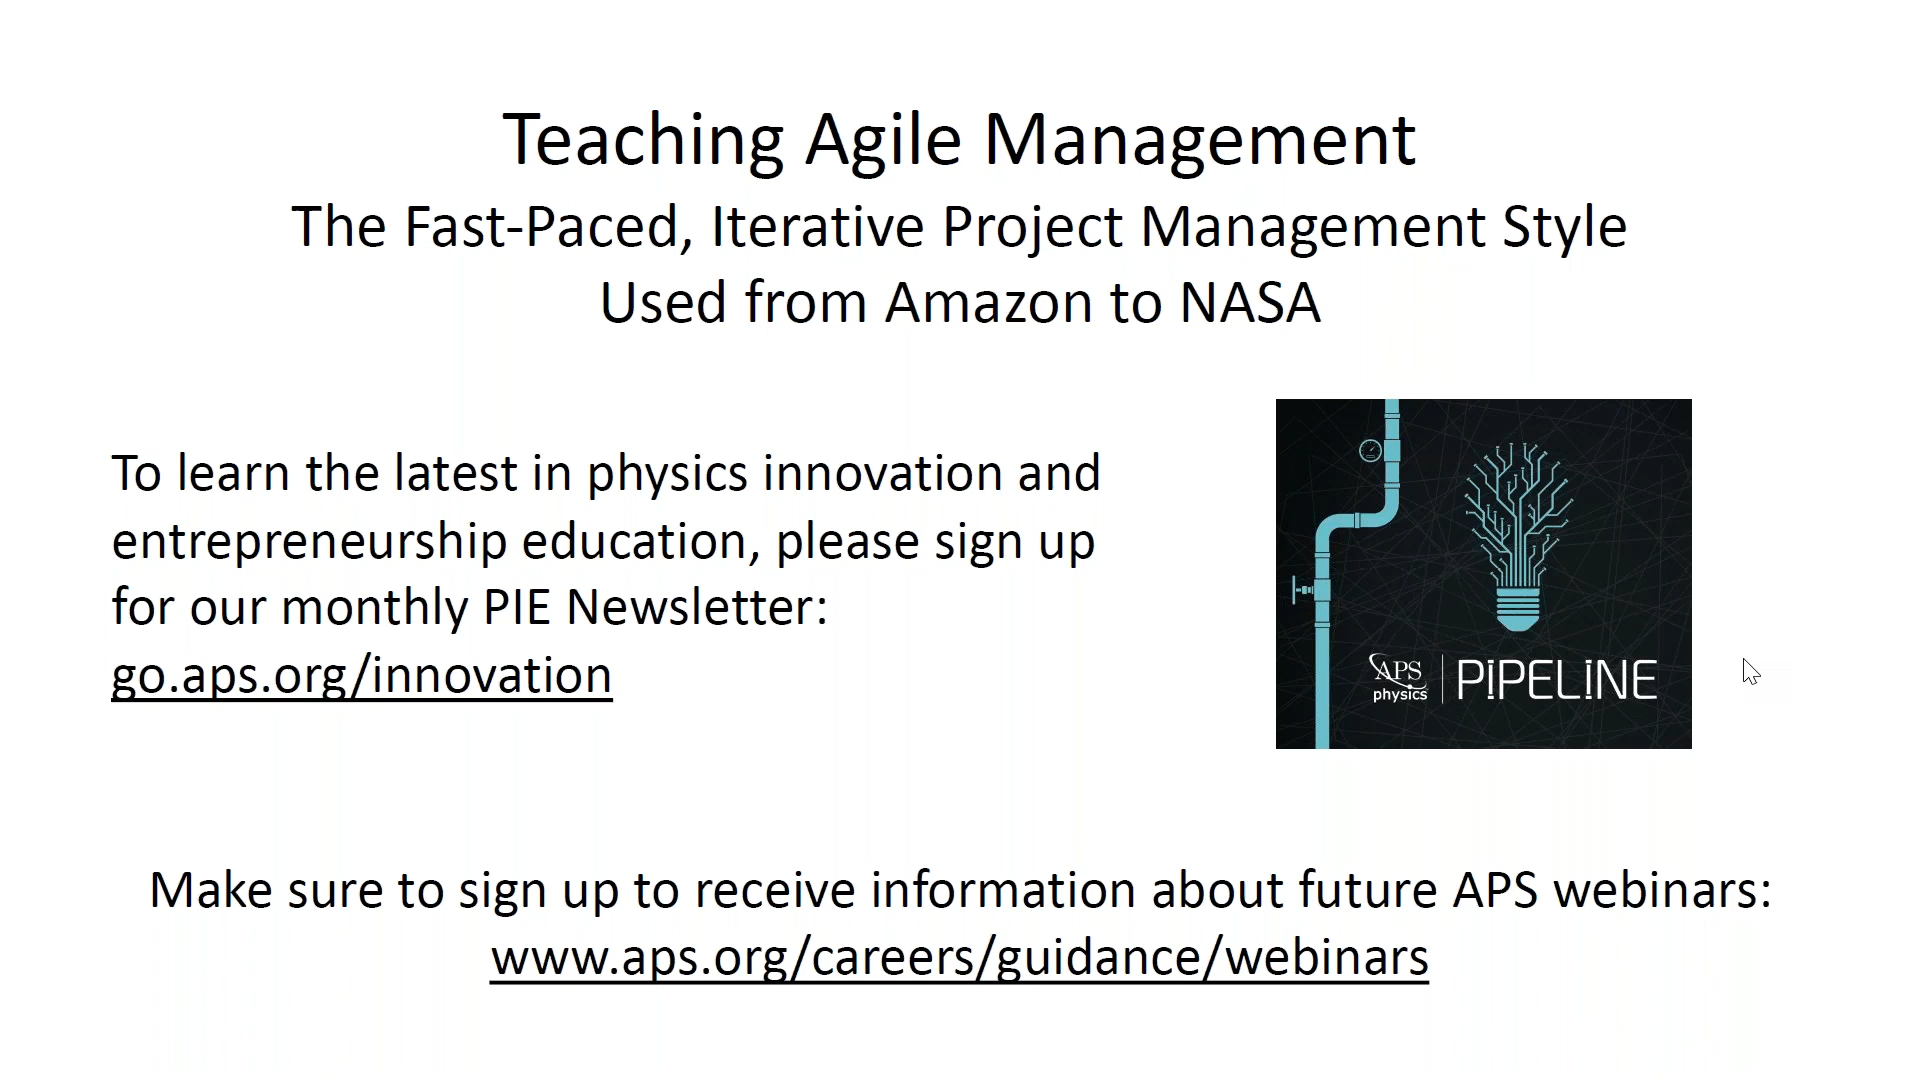 Teaching Agile Management
The Fast-Paced, Iterative Project Management Style
Used from Amazon to NASA
To learn the latest in physics innovation and
entrepreneurship education, please sign up
for our monthly PIE Newsletter:
go.aps.org/innovation
APS
physics
PIPELINE
Make sure to sign up to receive information about future APS webinars:
www.aps.org/careers/guidance/webinars